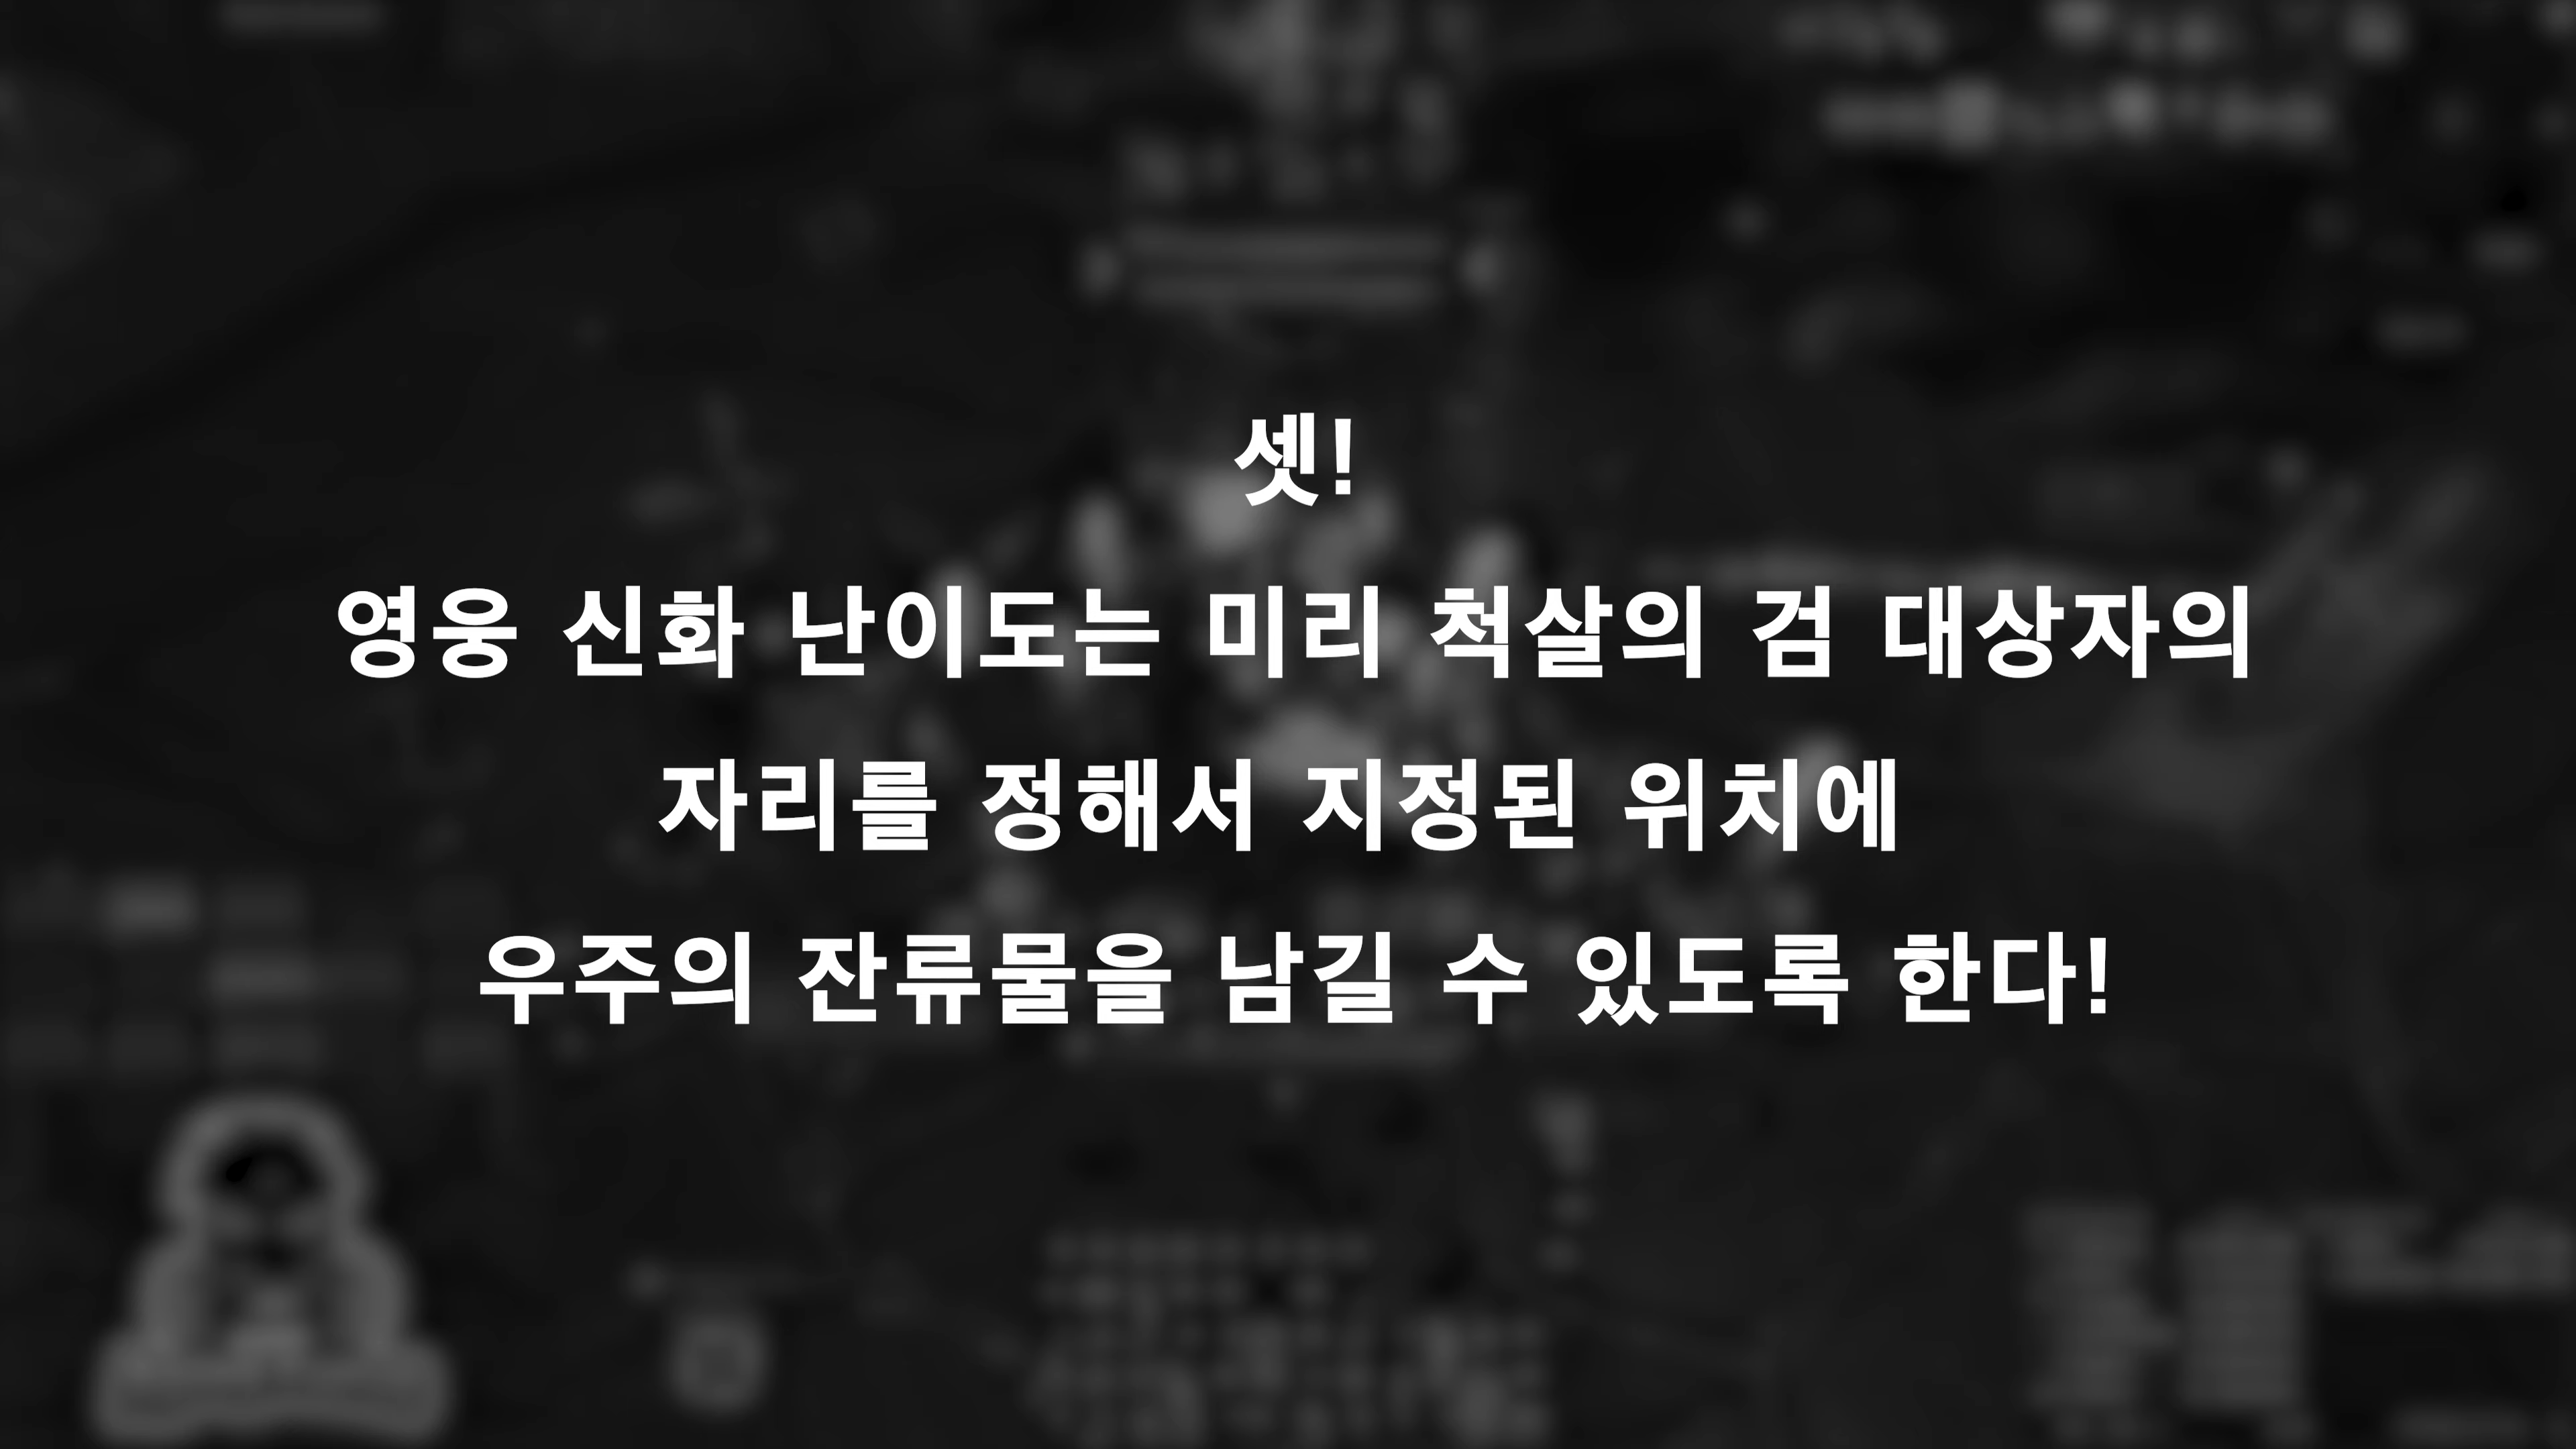 셋!
영웅 신화 난이도는 미리 척살의 검 대상자의
자리를 정해서 지정된 위치에
우주의 잔류물을 남길 수 있도록 한다!